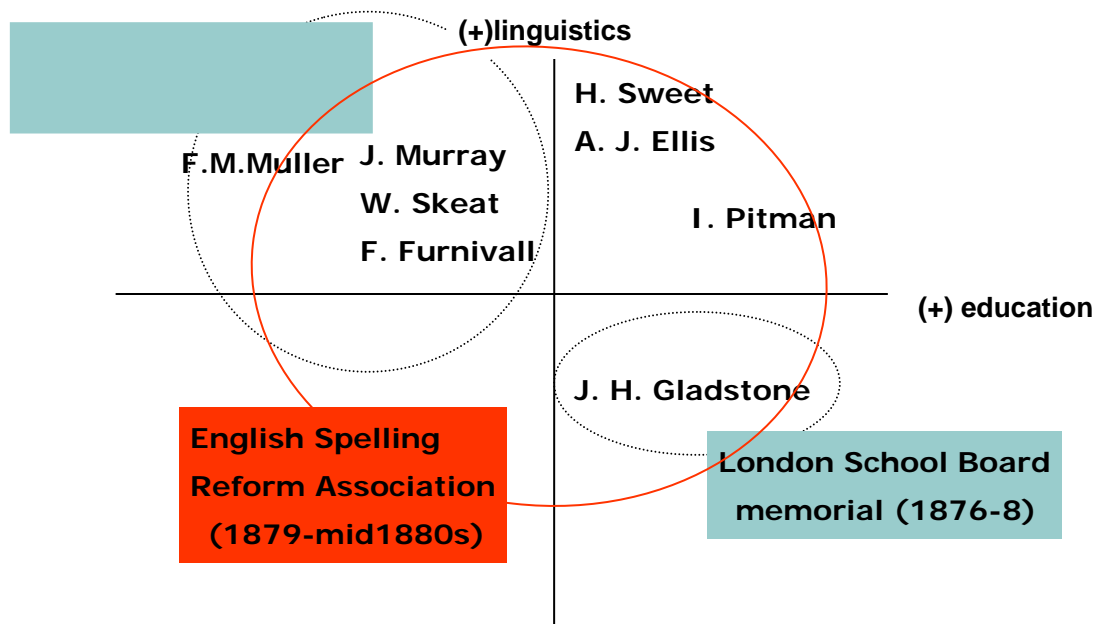 (+)linguistics
H. Sweet
A. J. Ellis
F.M.Muller
J. Murray
W. Skeat
F. Furnivall
I. Pitman
(+) education
J. H. Gladstone
English Spelling
Reform Association
(1879-mid1880s)
London School Board
memorial (1876-8)